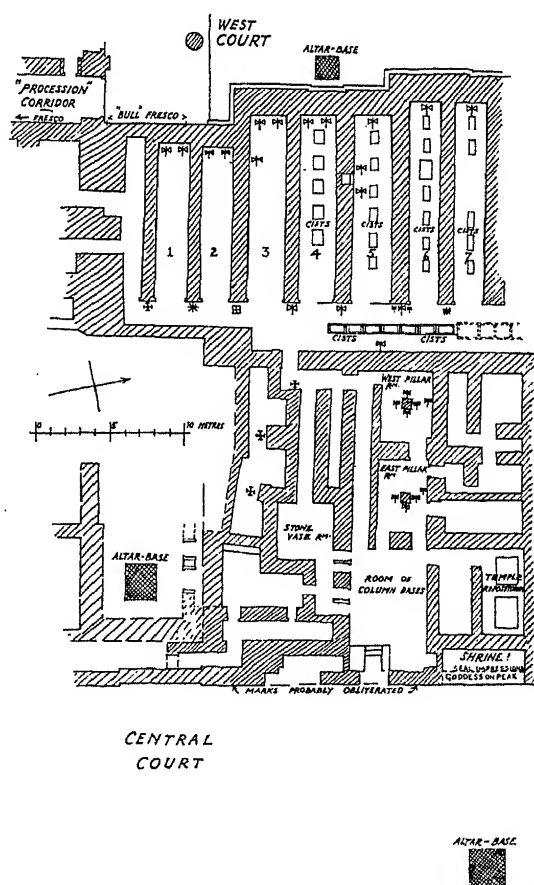 WEST
COURT
ALTAR-BASE
"PROCESSION"
CORRIDOR
FRESCO
"BULL" FRESCO
1
2
3
4
5
6
7
CISTS
CISTS
CISTS
CISTS
CISTS
CISTS
0
5
10 METRES
WEST PILLAR
RM.
EAST PILLAR
RM
STONE
VASE RM.
ALTAR-BASE
ROOM OF
COLUMN BASES
TEMPLE
REPOSITORIES
SHRINE?
SEAL IMPRESSIONS
GODDESS ON PEAK
MARKS PROBABLY OBLITERATED
CENTRAL
COURT
ALTAR-BASE